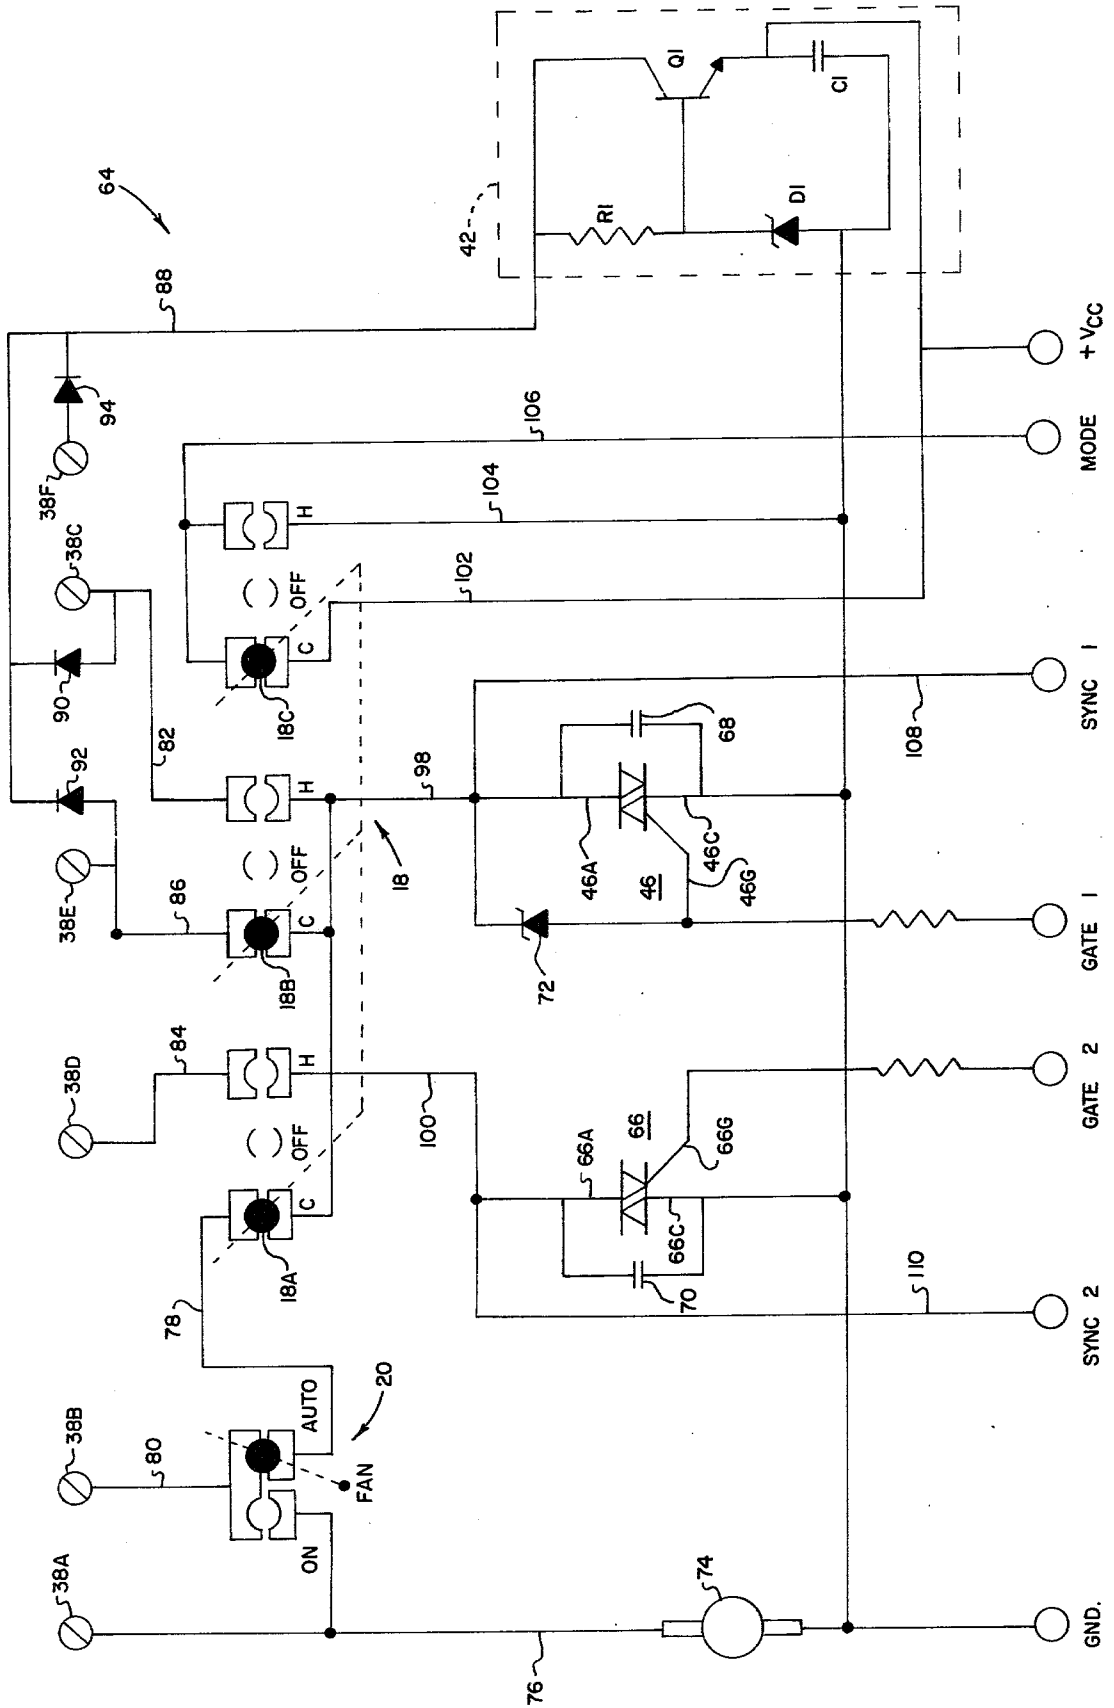 38A
38B
38D
38E
38C
38F
64
80
84
92
90
94
88
78
86
82
42
R1
Q1
D1
C1
18A
18B
18C
C
OFF
H
C
OFF
H
C
OFF
H
ON
AUTO
FAN
20
18
76
100
98
102
104
106
74
66A
66
66C
66G
70
46A
46
46C
46G
68
72
110
108
GND.
SYNC 2
GATE 2
GATE 1
SYNC 1
MODE
+ VCC